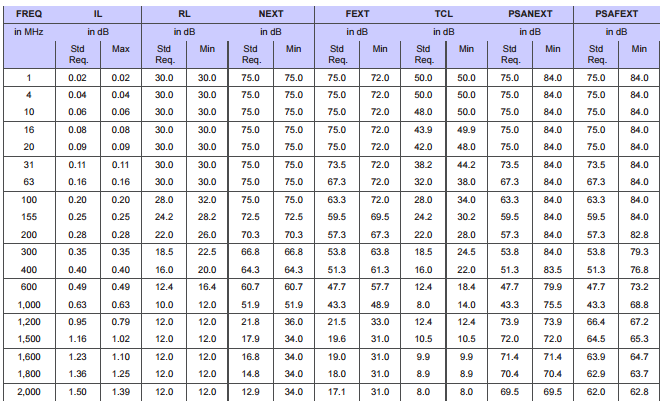 FREQ IL RL NEXT FEXT TCL PSANEXT PSAFEXT
in MHz in dB in dB in dB in dB in dB in dB in dB
Std Req. Max Std Req. Min Std Req. Min Std Req. Min Std Req. Min Std Req. Min Std Req. Min
1 0.02 0.02 30.0 30.0 75.0 75.0 75.0 72.0 50.0 50.0 75.0 84.0 75.0 84.0
4 0.04 0.04 30.0 30.0 75.0 75.0 75.0 72.0 50.0 50.0 75.0 84.0 75.0 84.0
10 0.06 0.06 30.0 30.0 75.0 75.0 75.0 72.0 48.0 50.0 75.0 84.0 75.0 84.0
16 0.08 0.08 30.0 30.0 75.0 75.0 75.0 72.0 43.9 49.9 75.0 84.0 75.0 84.0
20 0.09 0.09 30.0 30.0 75.0 75.0 75.0 72.0 42.0 48.0 75.0 84.0 75.0 84.0
31 0.11 0.11 30.0 30.0 75.0 75.0 73.5 72.0 38.2 44.2 73.5 84.0 73.5 84.0
63 0.16 0.16 30.0 30.0 75.0 75.0 67.3 72.0 32.0 38.0 67.3 84.0 67.3 84.0
100 0.20 0.20 28.0 32.0 75.0 75.0 63.3 72.0 28.0 34.0 63.3 84.0 63.3 84.0
155 0.25 0.25 24.2 28.2 72.5 72.5 59.5 69.5 24.2 30.2 59.5 84.0 59.5 84.0
200 0.28 0.28 22.0 26.0 70.3 70.3 57.3 67.3 22.0 28.0 57.3 84.0 57.3 82.8
300 0.35 0.35 18.5 22.5 66.8 66.8 53.8 63.8 18.5 24.5 53.8 84.0 53.8 79.3
400 0.40 0.40 16.0 20.0 64.3 64.3 51.3 61.3 16.0 22.0 51.3 83.5 51.3 76.8
600 0.49 0.49 12.4 16.4 60.7 60.7 47.7 57.7 12.4 18.4 47.7 79.9 47.7 73.2
1,000 0.63 0.63 10.0 12.0 51.9 51.9 43.3 48.9 8.0 14.0 43.3 75.5 43.3 68.8
1,200 0.95 0.79 12.0 12.0 21.8 36.0 21.5 33.0 12.4 12.4 73.9 73.9 66.4 67.2
1,500 1.16 1.02 12.0 12.0 17.9 34.0 19.6 31.0 10.5 10.5 72.0 72.0 64.5 65.3
1,600 1.23 1.10 12.0 12.0 16.8 34.0 19.0 31.0 9.9 9.9 71.4 71.4 63.9 64.7
1,800 1.36 1.25 12.0 12.0 14.8 34.0 18.0 31.0 8.9 8.9 70.4 70.4 62.9 63.7
2,000 1.50 1.39 12.0 12.0 12.9 34.0 17.1 31.0 8.0 8.0 69.5 69.5 62.0 62.8